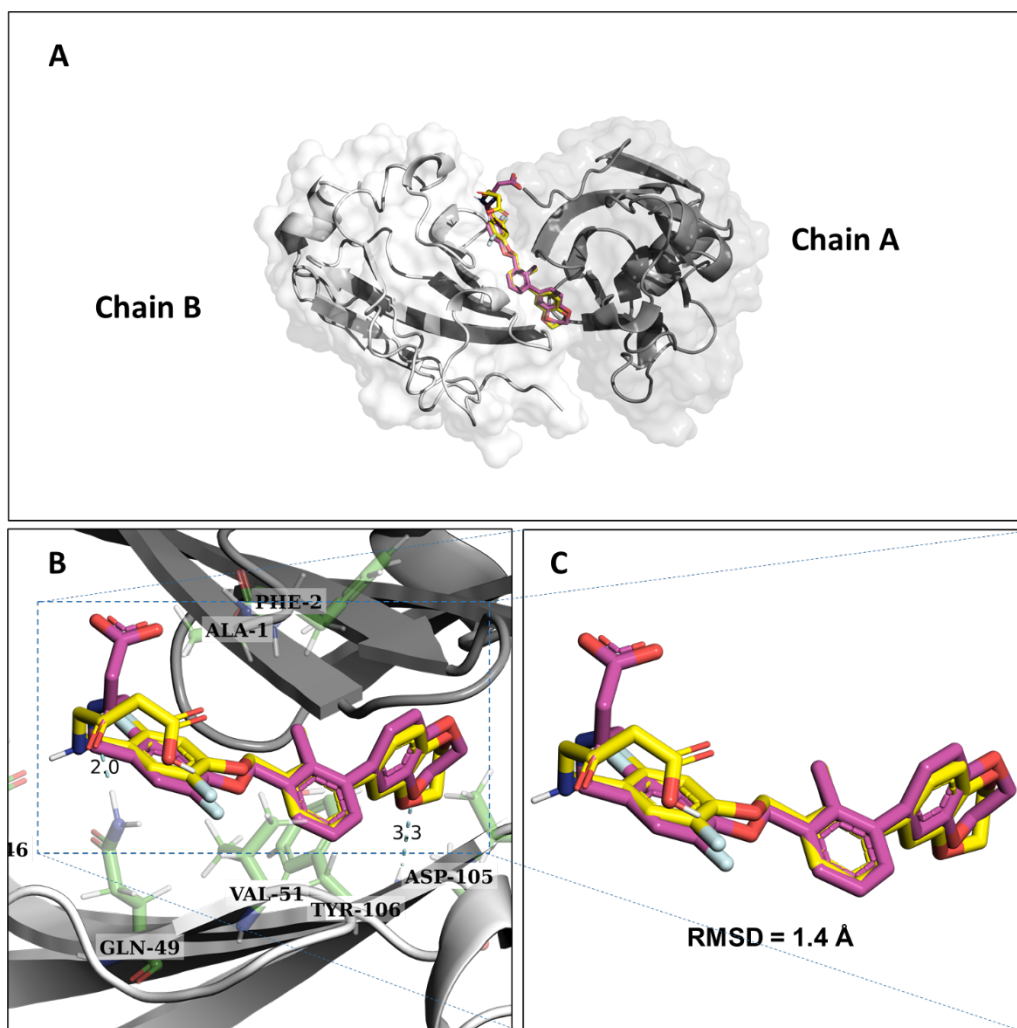 A
Chain A
Chain B
B
PHE-2
ALA-1
2.0
3.3
46
ASP-105
VAL-51
TYR-106
GLN-49
C
RMSD = 1.4 Å